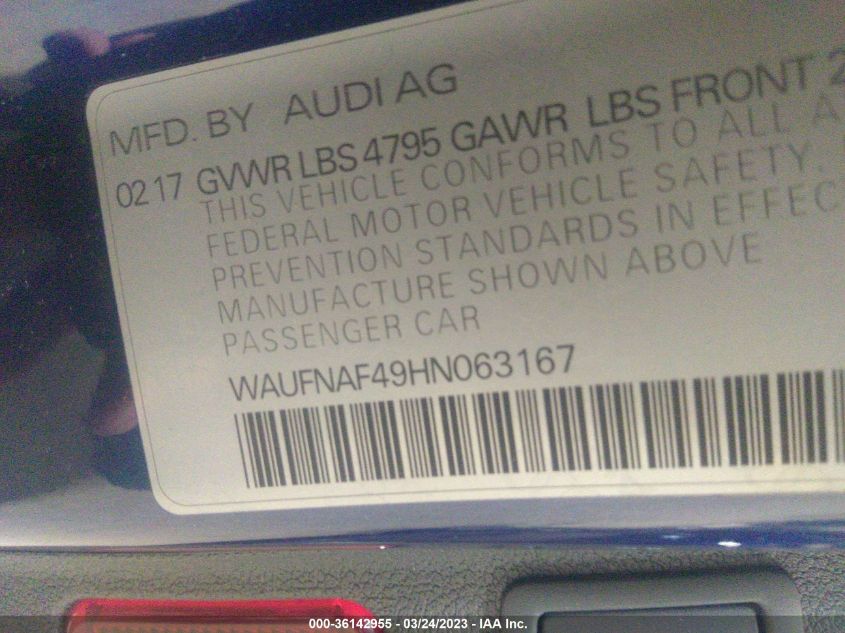 MFD. BY AUDI AG
02 17 GVWR LBS 4795 GAWR LBS FRONT 2
THIS VEHICLE CONFORMS TO ALL A
FEDERAL MOTOR VEHICLE SAFETY,
PREVENTION STANDARDS IN EFFEC
MANUFACTURE SHOWN ABOVE
PASSENGER CAR
WAUFNAF49HN063167
000-36142955 - 03/24/2023 - IAA Inc.